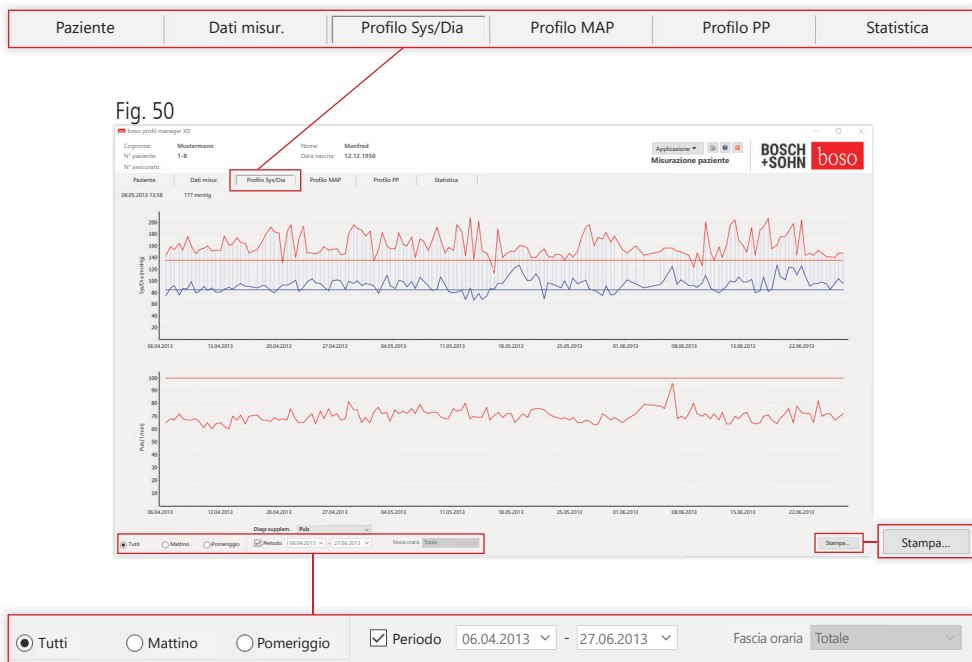 Paziente Dati misur. Profilo Sys/Dia Profilo MAP Profilo PP Statistica
Fig. 50
boso boso profil-manager XD
Cognome: Mustermann Nome: Manfred
N° paziente: 1-B Data nascita: 12.12.1950
N° assicurato:
Applicazione
Misurazione paziente
BOSCH
+SOHN
boso
Paziente Dati misur. Profilo Sys/Dia Profilo MAP Profilo PP Statistica
06.05.2013 13:58 177 mmHg
Sys/Dia [mmHg]
200
180
160
140
120
100
80
60
40
20
06.04.2013 13.04.2013 20.04.2013 27.04.2013 04.05.2013 11.05.2013 18.05.2013 25.05.2013 01.06.2013 08.06.2013 15.06.2013 22.06.2013
Puls [1/min]
100
90
80
70
60
50
40
30
20
10
06.04.2013 13.04.2013 20.04.2013 27.04.2013 04.05.2013 11.05.2013 18.05.2013 25.05.2013 01.06.2013 08.06.2013 15.06.2013 22.06.2013
Diagr.supplem. Puls
Tutti Mattino Pomeriggio Periodo 06.04.2013 - 27.06.2013 Fascia oraria Totale
Stampa...
Stampa...
Tutti Mattino Pomeriggio Periodo 06.04.2013 - 27.06.2013 Fascia oraria Totale